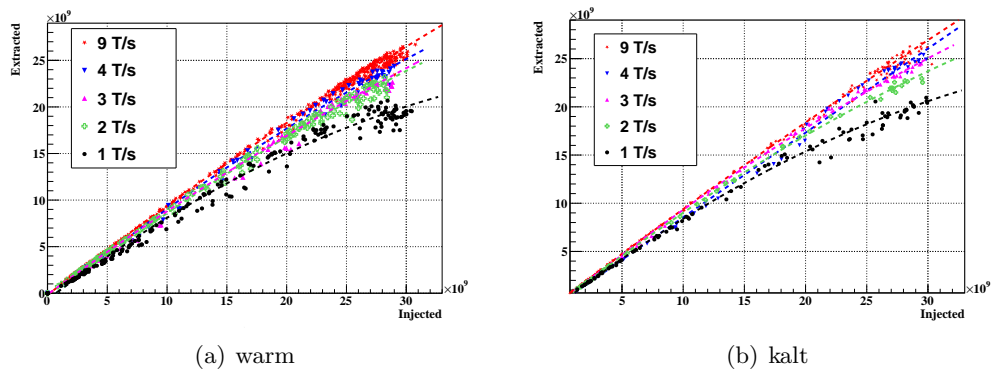 ×10⁹
Extracted
25
20
15
10
5
0
9 T/s
4 T/s
3 T/s
2 T/s
1 T/s
0
5
10
15
20
25
30
×10⁹
Injected
(a) warm
×10⁹
Extracted
25
20
15
10
5
9 T/s
4 T/s
3 T/s
2 T/s
1 T/s
5
10
15
20
25
30
×10⁹
Injected
(b) kalt